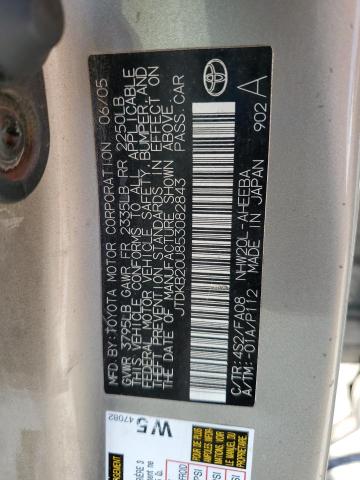 MFD. BY: TOYOTA MOTOR CORPORATION 06/05
GVWR 3795LB GAWR FR 2335LB RR 2250LB
THIS VEHICLE CONFORMS TO ALL APPLICABLE
FEDERAL MOTOR VEHICLE SAFETY, BUMPER, AND
THEFT PREVENTION STANDARDS IN EFFECT ON
THE DATE OF MANUFACTURE SHOWN ABOVE.
JTDKB20U853082843 PASS.CAR
C/TR: 4S2/FA08 NHW20L-AHEEBA
A/TM: -01A/P112 MADE IN JAPAN
902 A
W5
47082